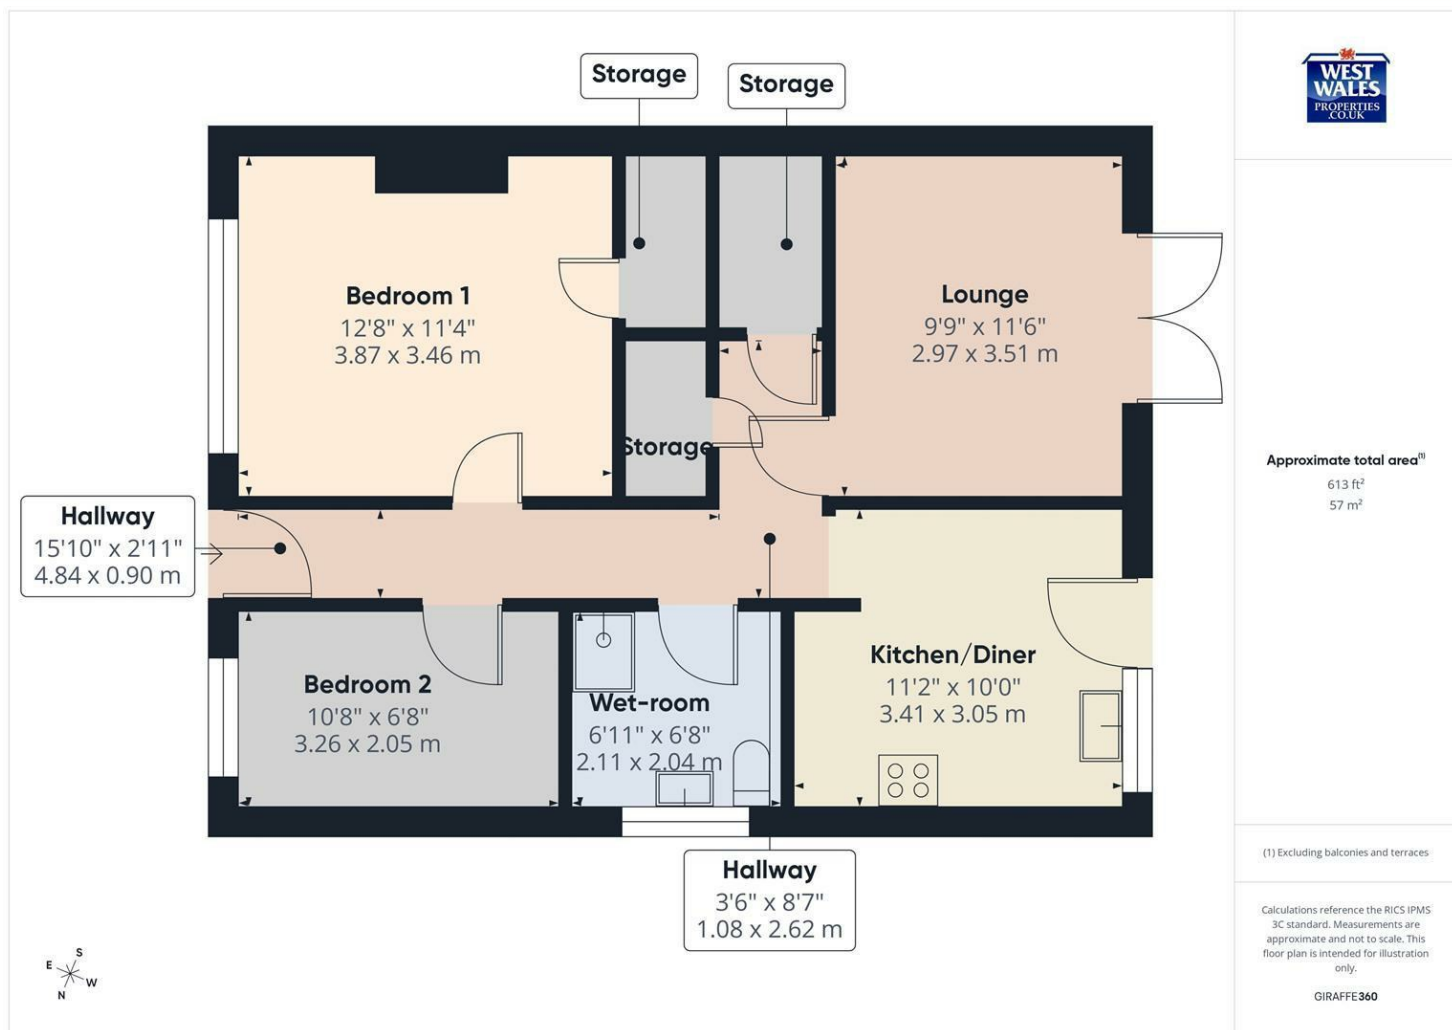 Storage
Storage
WEST
WALES
PROPERTIES
.CO.UK
Bedroom 1
12'8" x 11'4"
3.87 x 3.46 m
Lounge
9'9" x 11'6"
2.97 x 3.51 m
Storage
Approximate total area(1)
613 ft²
57 m²
Hallway
15'10" x 2'11"
4.84 x 0.90 m
Bedroom 2
10'8" x 6'8"
3.26 x 2.05 m
Wet-room
6'11" x 6'8"
2.11 x 2.04 m
Kitchen/Diner
11'2" x 10'0"
3.41 x 3.05 m
Hallway
3'6" x 8'7"
1.08 x 2.62 m
(1) Excluding balconies and terraces
Calculations reference the RICS IPMS
3C standard. Measurements are
approximate and not to scale. This
floor plan is intended for illustration
only.
GIRAFFE360
S
E
W
N